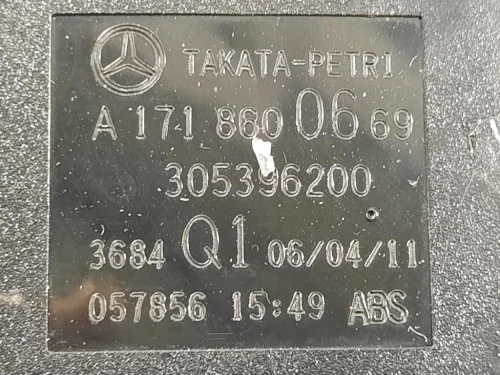 TAKATA-PETRI
A 171 860 06 69
305396200
3684 Q1 06/04/11
057856 15:49 ABS